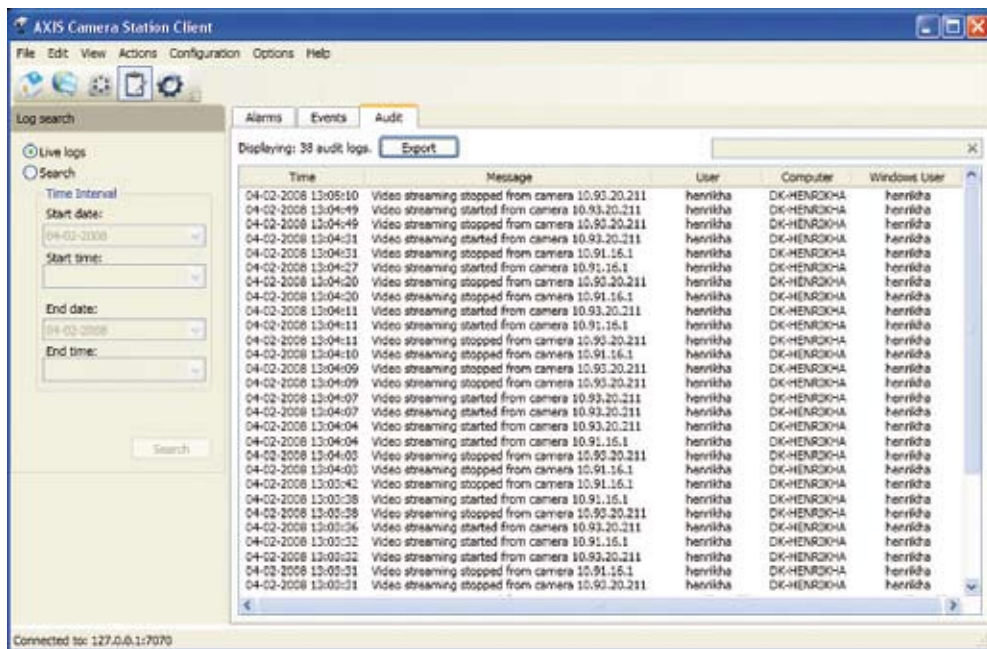 AXIS Camera Station Client
File Edit View Actions Configuration Options Help
Log search
Alarms Events Audit
Live logs
Displaying: 38 audit logs. Export
Search
Time Interval
Start date:
04-02-2008
Start time:
End date:
04-02-2008
End time:
Search
Time Message User Computer Windows User
04-02-2008 13:05:10 Video streaming stopped from camera 10.93.20.211 henrikha DK-HENRIKHA henrikha
04-02-2008 13:04:49 Video streaming started from camera 10.93.20.211 henrikha DK-HENRIKHA henrikha
04-02-2008 13:04:49 Video streaming stopped from camera 10.93.20.211 henrikha DK-HENRIKHA henrikha
04-02-2008 13:04:31 Video streaming started from camera 10.93.20.211 henrikha DK-HENRIKHA henrikha
04-02-2008 13:04:31 Video streaming stopped from camera 10.91.16.1 henrikha DK-HENRIKHA henrikha
04-02-2008 13:04:27 Video streaming started from camera 10.91.16.1 henrikha DK-HENRIKHA henrikha
04-02-2008 13:04:20 Video streaming stopped from camera 10.93.20.211 henrikha DK-HENRIKHA henrikha
04-02-2008 13:04:20 Video streaming stopped from camera 10.91.16.1 henrikha DK-HENRIKHA henrikha
04-02-2008 13:04:11 Video streaming started from camera 10.93.20.211 henrikha DK-HENRIKHA henrikha
04-02-2008 13:04:11 Video streaming started from camera 10.91.16.1 henrikha DK-HENRIKHA henrikha
04-02-2008 13:04:11 Video streaming stopped from camera 10.93.20.211 henrikha DK-HENRIKHA henrikha
04-02-2008 13:04:10 Video streaming stopped from camera 10.91.16.1 henrikha DK-HENRIKHA henrikha
04-02-2008 13:04:09 Video streaming started from camera 10.93.20.211 henrikha DK-HENRIKHA henrikha
04-02-2008 13:04:09 Video streaming stopped from camera 10.93.20.211 henrikha DK-HENRIKHA henrikha
04-02-2008 13:04:07 Video streaming started from camera 10.93.20.211 henrikha DK-HENRIKHA henrikha
04-02-2008 13:04:07 Video streaming stopped from camera 10.93.20.211 henrikha DK-HENRIKHA henrikha
04-02-2008 13:04:04 Video streaming started from camera 10.93.20.211 henrikha DK-HENRIKHA henrikha
04-02-2008 13:04:04 Video streaming started from camera 10.91.16.1 henrikha DK-HENRIKHA henrikha
04-02-2008 13:04:03 Video streaming stopped from camera 10.93.20.211 henrikha DK-HENRIKHA henrikha
04-02-2008 13:04:03 Video streaming stopped from camera 10.91.16.1 henrikha DK-HENRIKHA henrikha
04-02-2008 13:03:42 Video streaming stopped from camera 10.91.16.1 henrikha DK-HENRIKHA henrikha
04-02-2008 13:03:38 Video streaming started from camera 10.91.16.1 henrikha DK-HENRIKHA henrikha
04-02-2008 13:03:38 Video streaming stopped from camera 10.93.20.211 henrikha DK-HENRIKHA henrikha
04-02-2008 13:03:36 Video streaming started from camera 10.93.20.211 henrikha DK-HENRIKHA henrikha
04-02-2008 13:03:32 Video streaming started from camera 10.91.16.1 henrikha DK-HENRIKHA henrikha
04-02-2008 13:03:32 Video streaming started from camera 10.93.20.211 henrikha DK-HENRIKHA henrikha
04-02-2008 13:03:31 Video streaming stopped from camera 10.91.16.1 henrikha DK-HENRIKHA henrikha
04-02-2008 13:03:31 Video streaming stopped from camera 10.93.20.211 henrikha DK-HENRIKHA henrikha
Connected to: 127.0.0.1:7070